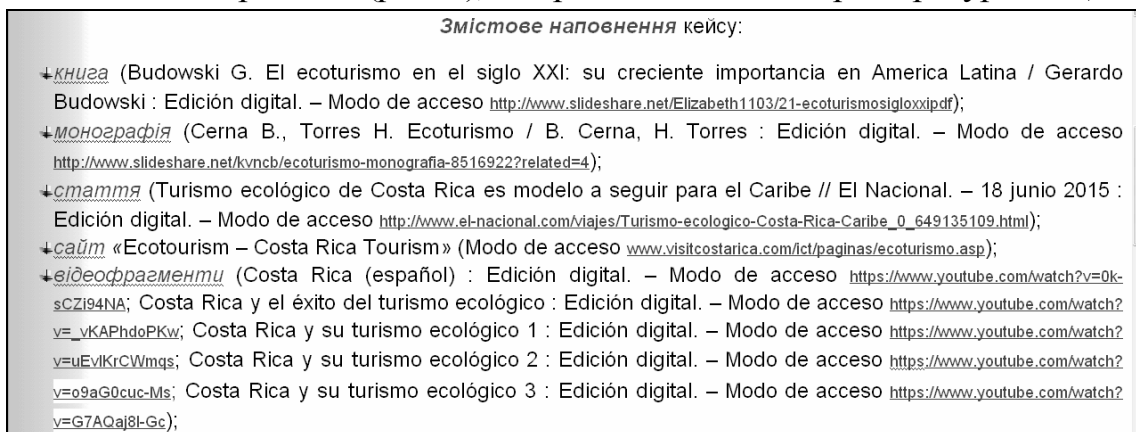 Змістове наповнення кейсу:
книга (Budowski G. El ecoturismo en el siglo XXI: su creciente importancia en America Latina / Gerardo
Budowski : Edición digital. – Modo de acceso http://www.slideshare.net/Elizabeth1103/21-ecoturismosigloxxipdf);
монографія (Cerna B., Torres H. Ecoturismo / B. Cerna, H. Torres : Edición digital. – Modo de acceso
http://www.slideshare.net/kvncb/ecoturismo-monografia-8516922?related=4);
стаття (Turismo ecológico de Costa Rica es modelo a seguir para el Caribe // El Nacional. – 18 junio 2015 :
Edición digital. – Modo de acceso http://www.el-nacional.com/viajes/Turismo-ecologico-Costa-Rica-Caribe_0_649135109.html);
сайт «Ecotourism – Costa Rica Tourism» (Modo de acceso www.visitcostarica.com/ict/paginas/ecoturismo.asp);
відеофрагменти (Costa Rica (español) : Edición digital. – Modo de acceso https://www.youtube.com/watch?v=0k-
sCZi94NA; Costa Rica y el éxito del turismo ecológico : Edición digital. – Modo de acceso https://www.youtube.com/watch?
v=_vKAPhdoPKw; Costa Rica y su turismo ecológico 1 : Edición digital. – Modo de acceso https://www.youtube.com/watch?
v=uEvlKrCWmqs; Costa Rica y su turismo ecológico 2 : Edición digital. – Modo de acceso https://www.youtube.com/watch?
v=o9aG0cuc-Ms; Costa Rica y su turismo ecológico 3 : Edición digital. – Modo de acceso https://www.youtube.com/watch?
v=G7AQaj8l-Gc);